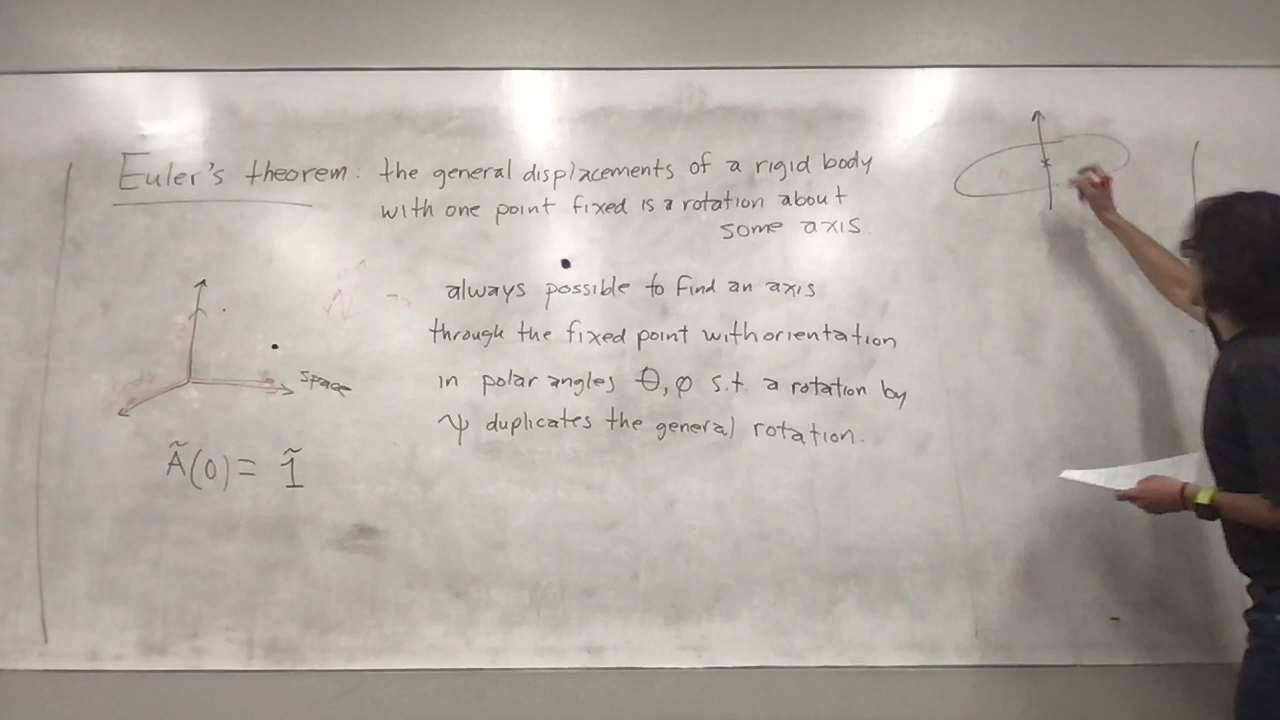 Euler's theorem: the general displacements of a rigid body
with one point fixed is a rotation about
some axis.
always possible to find an axis
through the fixed point with orientation
in polar angles θ, φ s.t. a rotation by
ψ duplicates the general rotation.
space
Ã(0) = 1̃